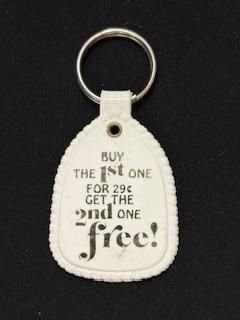 BUY
THE 1st ONE
FOR 29¢
GET THE
2nd ONE
free!